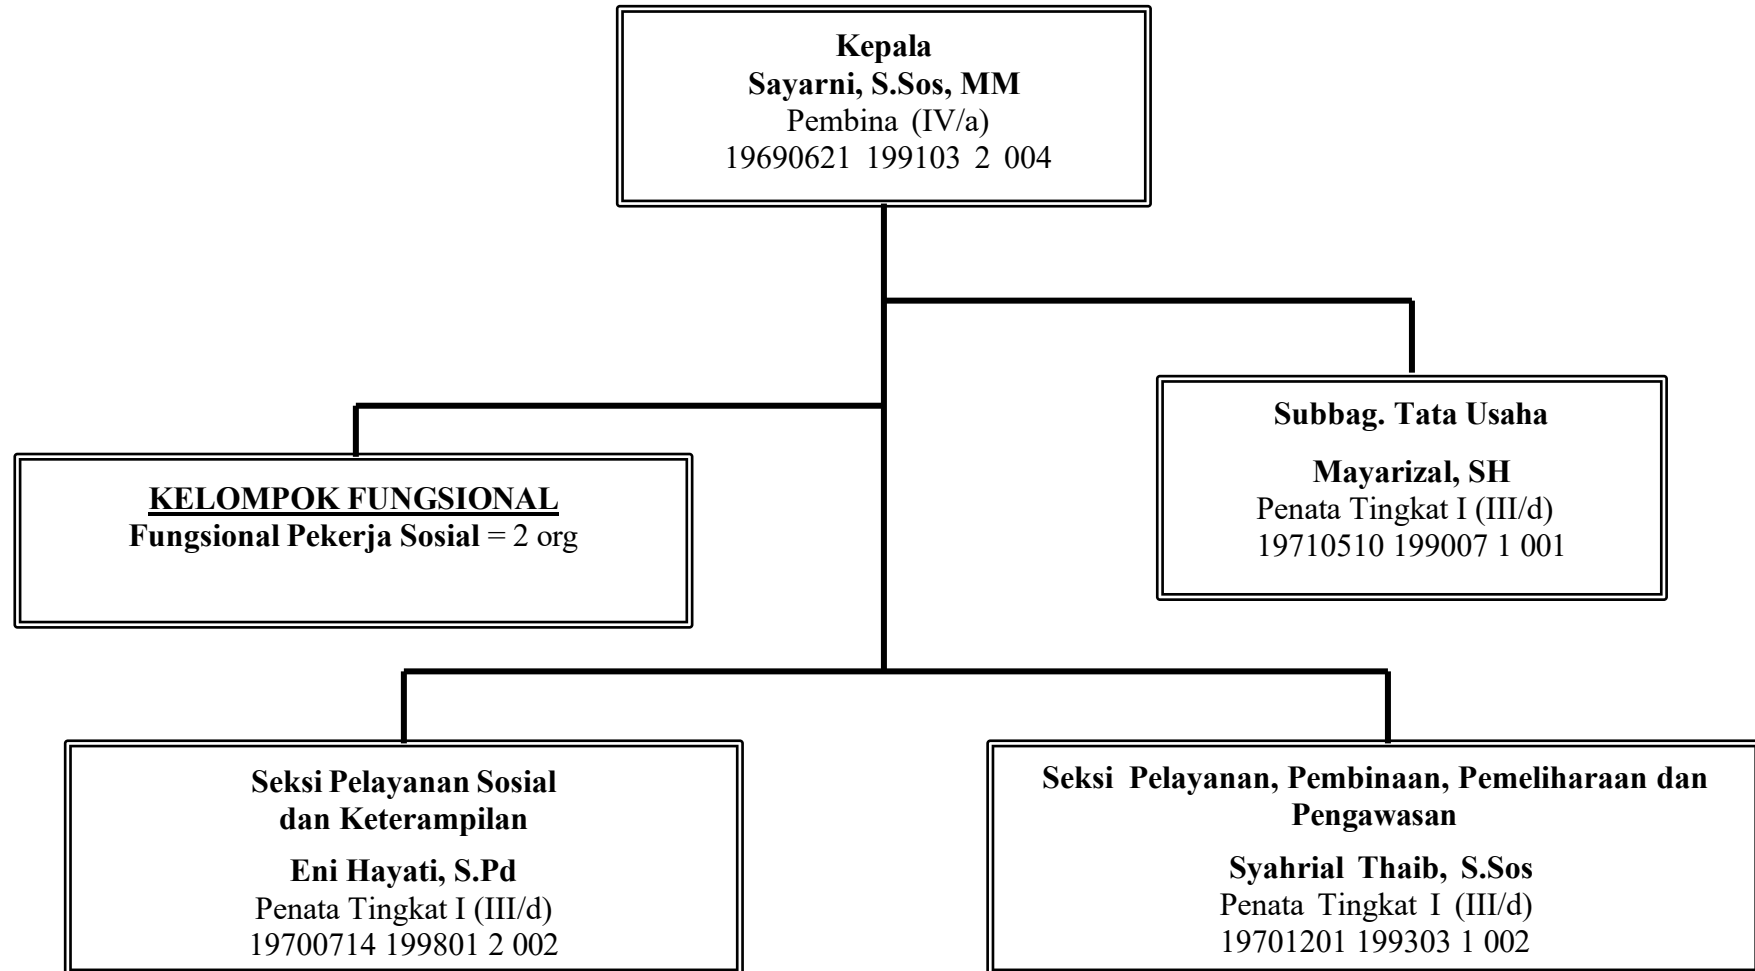 Kepala
Sayarni, S.Sos, MM
Pembina (IV/a)
19690621 199103 2 004
Subbag. Tata Usaha
Mayarizal, SH
Penata Tingkat I (III/d)
19710510 199007 1 001
KELOMPOK FUNGSIONAL
Fungsional Pekerja Sosial = 2 org
Seksi Pelayanan Sosial
dan Keterampilan
Eni Hayati, S.Pd
Penata Tingkat I (III/d)
19700714 199801 2 002
Seksi Pelayanan, Pembinaan, Pemeliharaan dan
Pengawasan
Syahrial Thaib, S.Sos
Penata Tingkat I (III/d)
19701201 199303 1 002